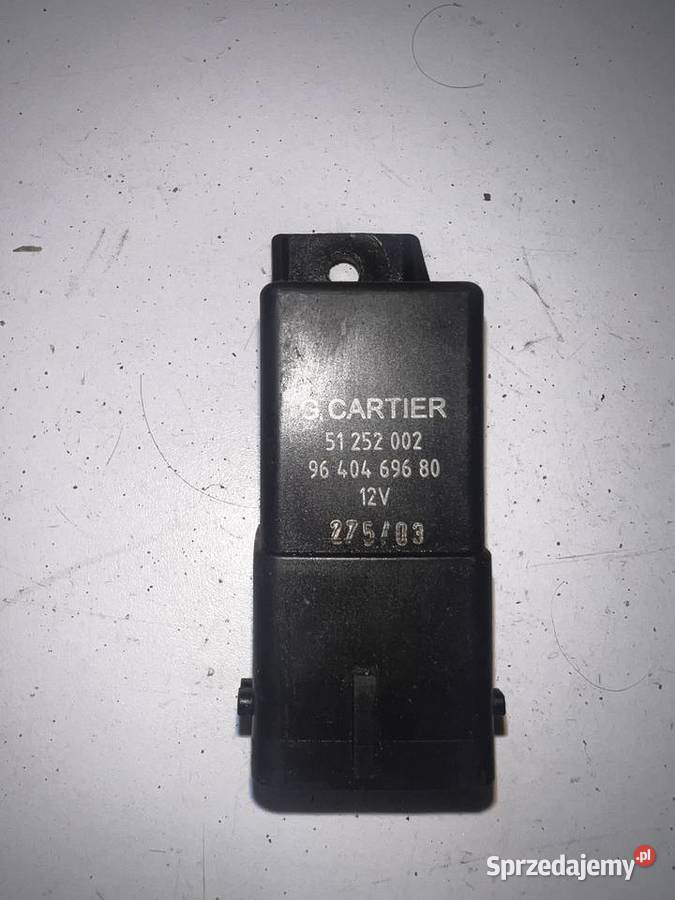 G.CARTIER
51 252 002
96 404 696 80
12V
275/03
Sprzedajemy.pl